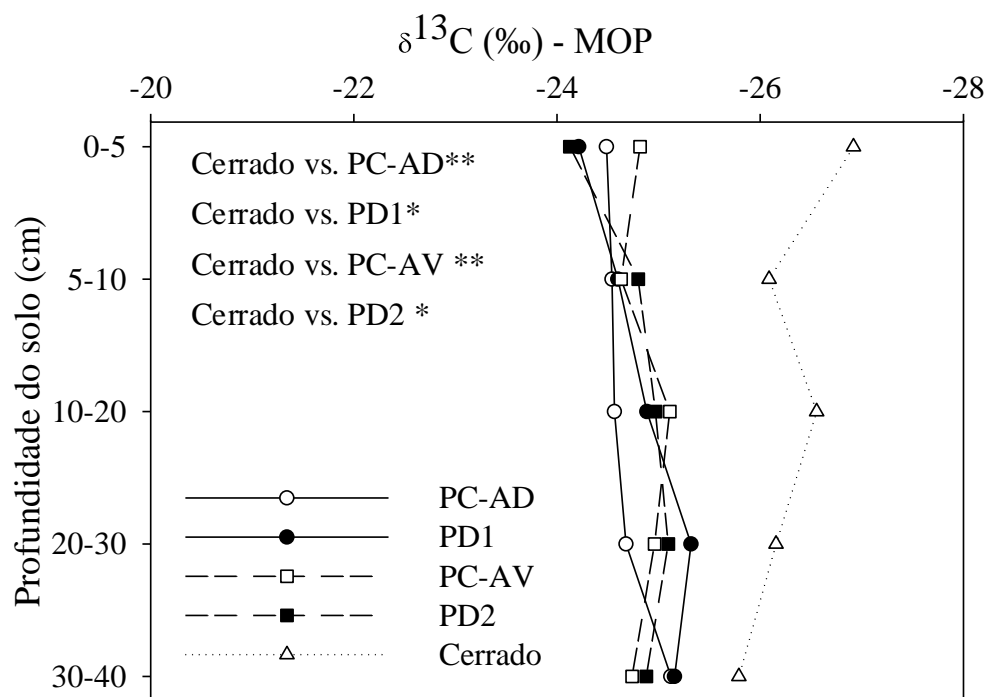 δ13C (‰) - MOP
-20 -22 -24 -26 -28
Profundidade do solo (cm)
0-5
5-10
10-20
20-30
30-40
Cerrado vs. PC-AD**
Cerrado vs. PD1*
Cerrado vs. PC-AV **
Cerrado vs. PD2 *
PC-AD
PD1
PC-AV
PD2
Cerrado